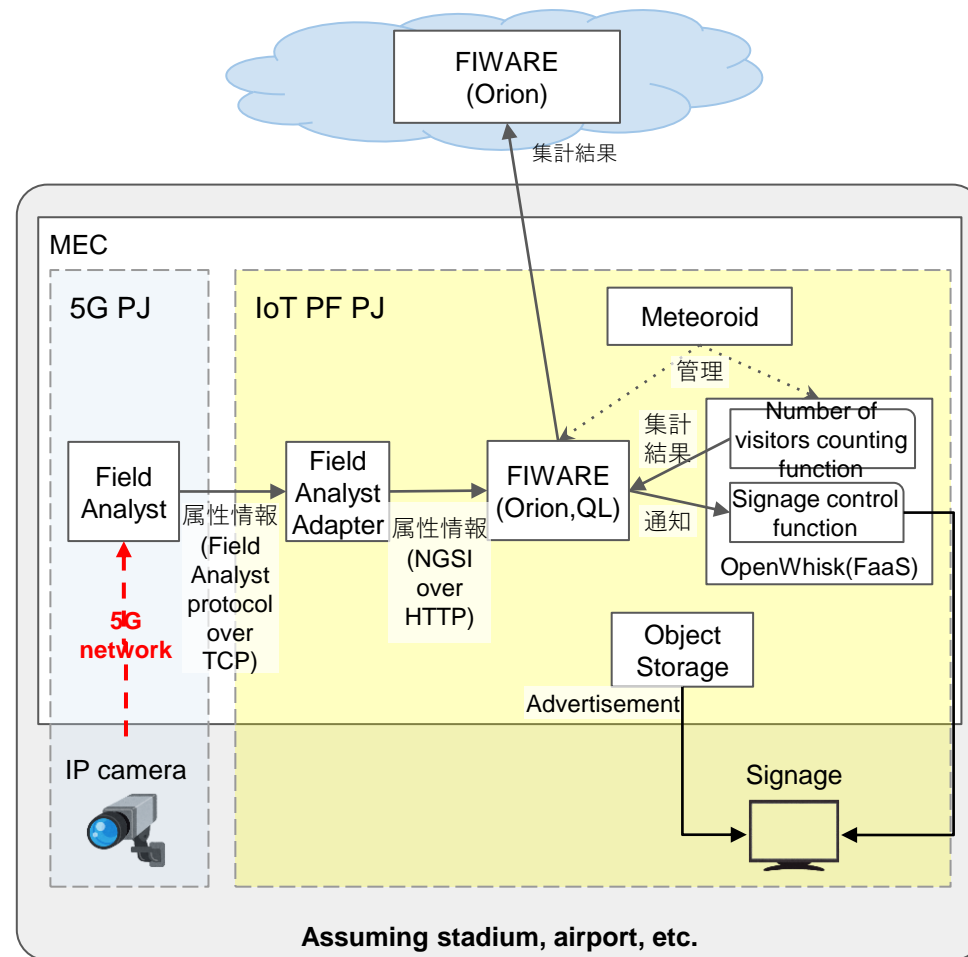 FIWARE
(Orion)
集計結果
MEC
5G PJ
IoT PF PJ
Meteoroid
管理
Number of
visitors counting
function
集計
結果
Field
Analyst
Field
Analyst
Adapter
FIWARE
(Orion,QL)
Signage control
function
通知
OpenWhisk(FaaS)
属性情報
(Field
Analyst
protocol
over
TCP)
属性情報
(NGSI
over
HTTP)
5G
network
Object
Storage
Advertisement
IP camera
Signage
Assuming stadium, airport, etc.